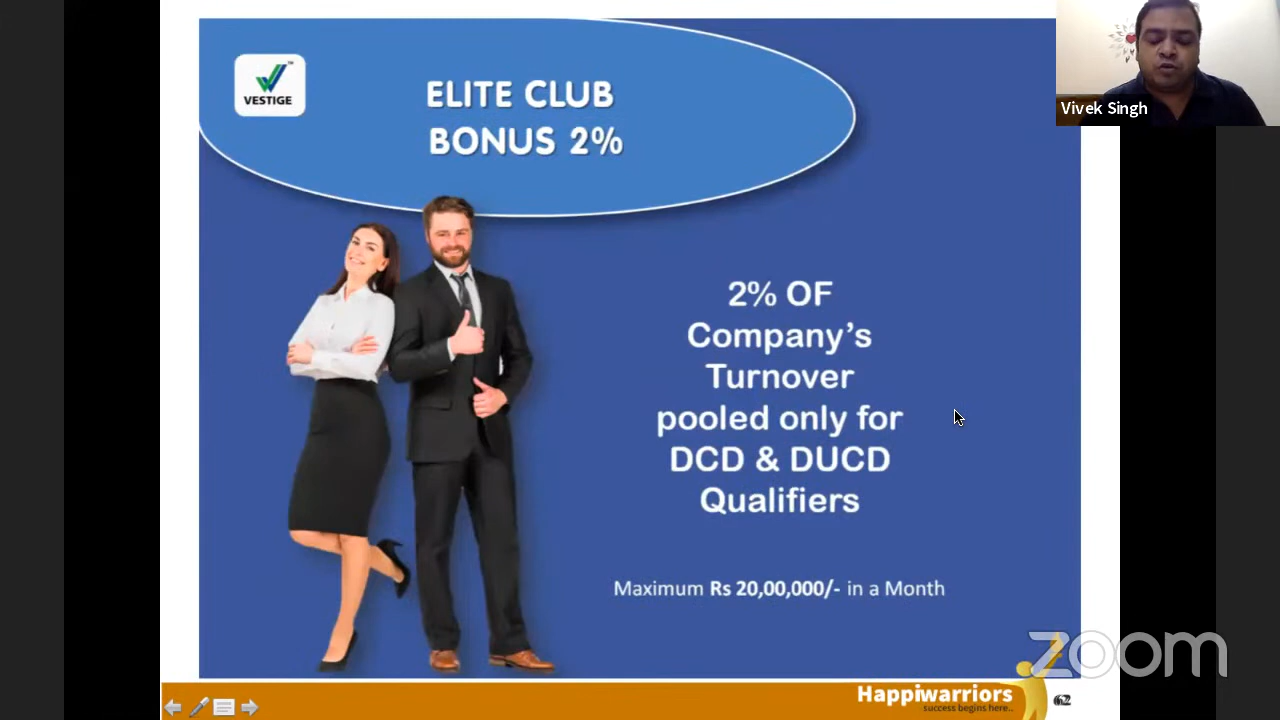 VESTIGE
ELITE CLUB
BONUS 2%
Vivek Singh
2% OF
Company's
Turnover
pooled only for
DCD & DUCD
Qualifiers
Maximum Rs 20,00,000/- in a Month
zoom
Happiwarriors
success begins here..
62